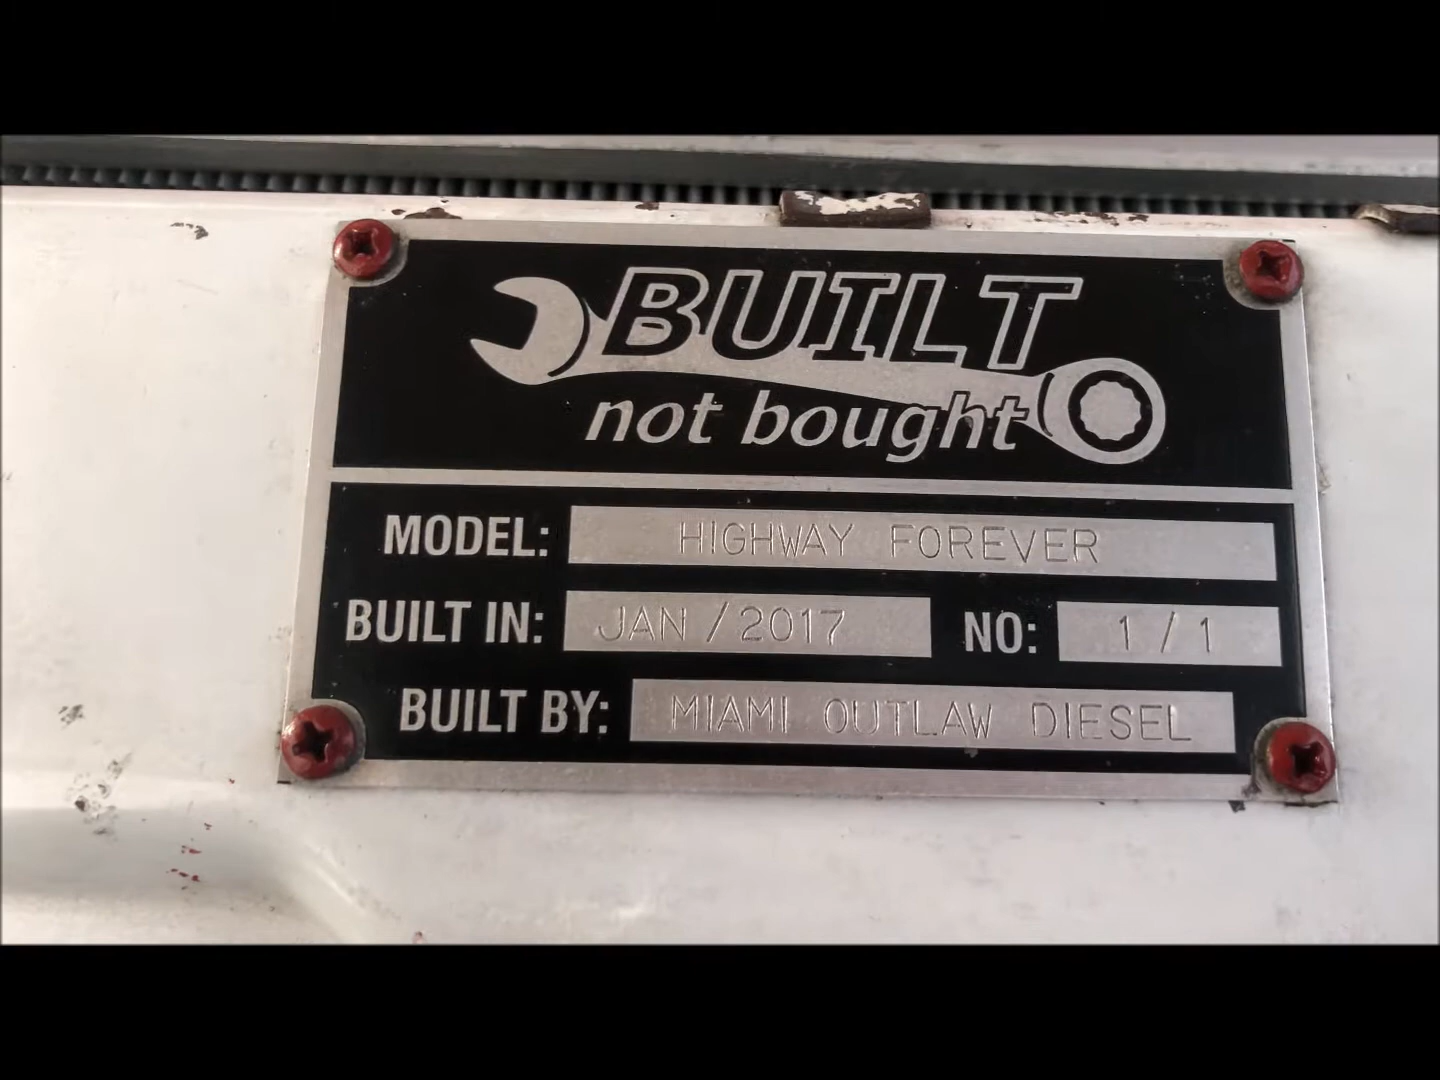 BUILT
not bought
MODEL: HIGHWAY FOREVER
BUILT IN: JAN / 2017 NO: 1 / 1
BUILT BY: MIAMI OUTLAW DIESEL